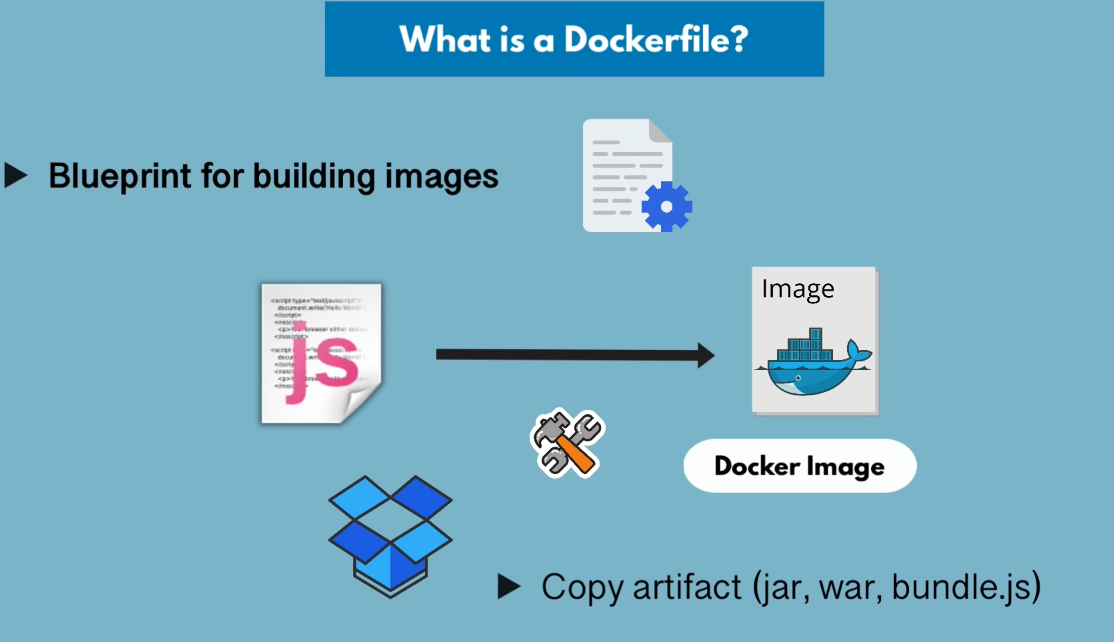 What is a Dockerfile?
Blueprint for building images
js
Image
Docker Image
Copy artifact (jar, war, bundle.js)